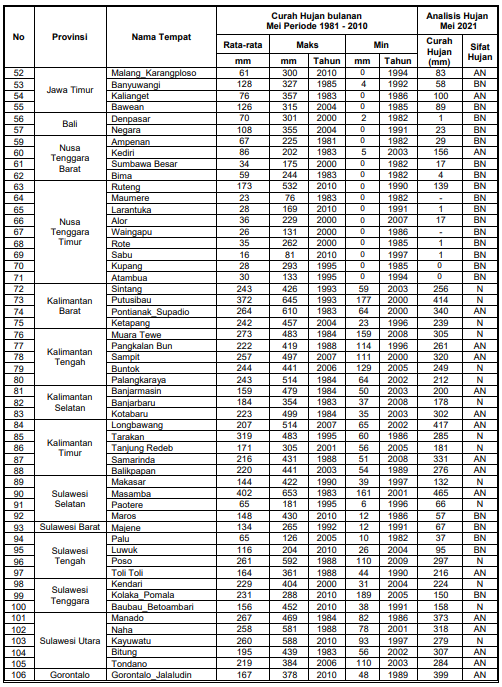 No Provinsi Nama Tempat Curah Hujan bulanan Mei Periode 1981 - 2010 Analisis Hujan Mei 2021
Rata-rata Maks Min Curah Hujan (mm) Sifat Hujan
mm mm Tahun mm Tahun
52 Jawa Timur Malang_Karangploso 61 300 2010 0 1994 83 AN
53 Banyuwangi 128 327 1985 4 1992 58 BN
54 Kalianget 76 357 1983 0 1986 100 AN
55 Bawean 126 315 2004 0 1985 89 BN
56 Bali Denpasar 70 301 2000 2 1982 1 BN
57 Negara 108 355 2004 0 1991 23 BN
59 Nusa Tenggara Barat Ampenan 67 225 1981 0 1982 29 BN
60 Kediri 86 202 1983 5 2003 156 AN
61 Sumbawa Besar 34 175 2000 0 1982 17 BN
62 Bima 59 244 1983 0 1982 4 BN
63 Nusa Tenggara Timur Ruteng 173 532 2010 0 1990 139 BN
64 Maumere 23 76 1983 0 1982 - BN
65 Larantuka 28 169 2010 0 1991 1 BN
66 Alor 36 229 2000 0 2007 17 BN
67 Waingapu 26 131 2000 0 1986 - BN
68 Rote 35 262 2000 0 1985 1 BN
69 Sabu 16 81 2010 0 1997 1 BN
70 Kupang 28 293 1995 0 1985 0 BN
71 Atambua 30 133 1995 0 1994 0 BN
72 Kalimantan Barat Sintang 243 426 1993 59 2003 256 N
73 Putusibau 372 645 1993 177 2000 414 N
74 Pontianak_Supadio 264 610 1983 64 2000 340 AN
75 Ketapang 242 457 2004 23 1996 239 N
76 Kalimantan Tengah Muara Tewe 273 483 1984 159 2008 305 N
77 Pangkalan Bun 222 419 1988 114 1996 261 AN
78 Sampit 257 497 2007 111 2000 320 AN
79 Buntok 244 441 2006 129 2005 249 N
80 Palangkaraya 243 514 1984 64 2002 212 N
81 Kalimantan Selatan Banjarmasin 159 479 1984 50 2003 200 AN
82 Banjarbaru 184 354 1983 37 2008 178 N
83 Kotabaru 223 499 1984 35 2003 302 AN
84 Kalimantan Timur Longbawang 207 514 2007 65 2002 417 AN
85 Tarakan 319 483 1995 60 1986 285 N
86 Tanjung Redeb 171 305 2001 56 2005 181 N
87 Samarinda 216 431 1988 51 2008 331 AN
88 Balikpapan 220 441 2003 54 1989 276 AN
89 Sulawesi Selatan Makasar 144 422 1990 39 1997 132 N
90 Masamba 402 653 1983 161 2001 465 AN
91 Paotere 65 181 1995 6 1996 66 N
92 Maros 148 430 2010 12 1986 57 BN
93 Sulawesi Barat Majene 134 265 1992 12 1991 67 BN
94 Sulawesi Tengah Palu 65 126 2005 10 1982 37 BN
95 Luwuk 116 204 2010 26 2004 95 BN
96 Poso 261 592 1988 110 2009 297 N
97 Toli Toli 164 361 1988 44 1990 216 AN
98 Sulawesi Tenggara Kendari 229 404 2000 31 2004 224 N
99 Kolaka_Pomala 231 288 2010 189 2005 150 BN
100 Baubau_Betoambari 156 452 2010 38 1991 158 N
101 Sulawesi Utara Manado 267 469 1984 82 1986 373 AN
102 Naha 258 581 1988 78 2001 318 AN
103 Kayuwatu 260 588 2010 93 1997 279 N
104 Bitung 195 439 1983 56 2002 307 AN
105 Tondano 219 384 2006 110 2003 284 AN
106 Gorontalo Gorontalo_Jalaludin 167 378 2010 48 1989 399 AN